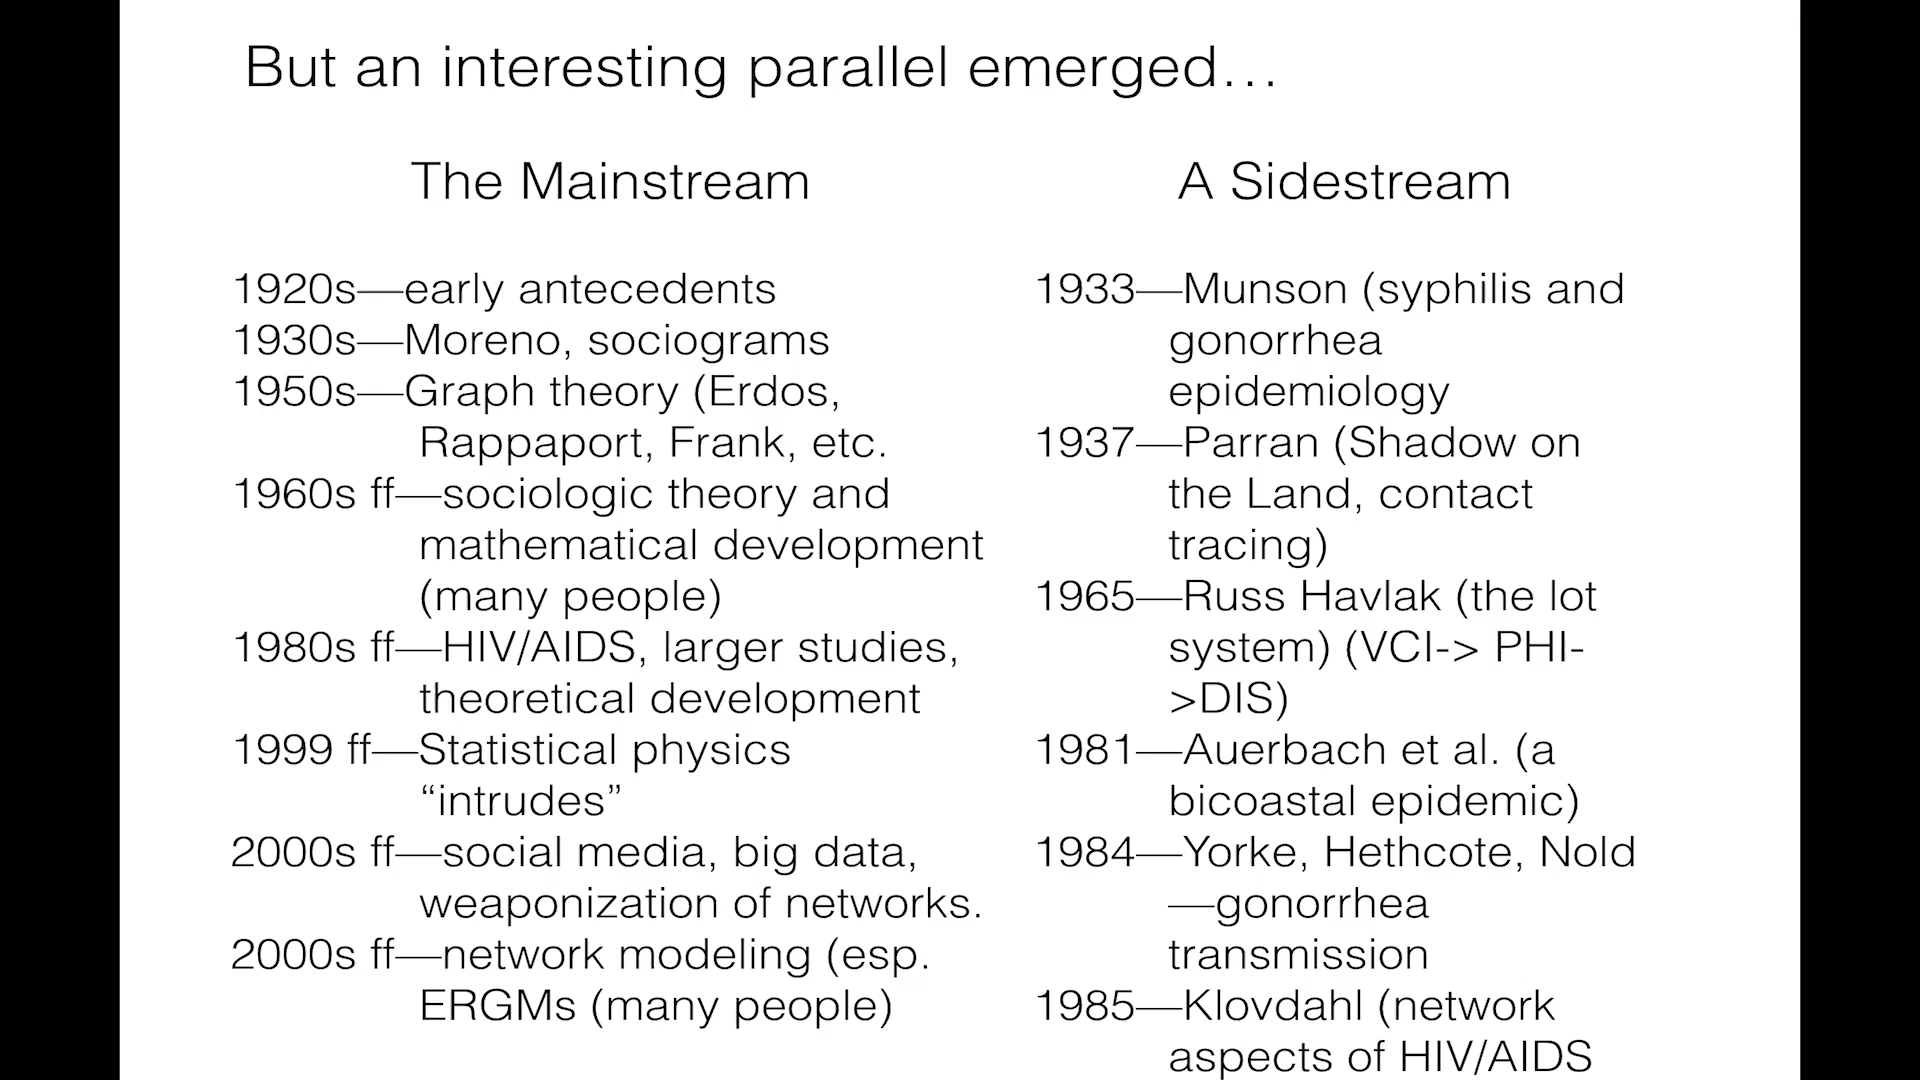 But an interesting parallel emerged…
The Mainstream
1920s—early antecedents
1930s—Moreno, sociograms
1950s—Graph theory (Erdos,
Rappaport, Frank, etc.
1960s ff—sociologic theory and
mathematical development
(many people)
1980s ff—HIV/AIDS, larger studies,
theoretical development
1999 ff—Statistical physics
“intrudes”
2000s ff—social media, big data,
weaponization of networks.
2000s ff—network modeling (esp.
ERGMs (many people)
A Sidestream
1933—Munson (syphilis and
gonorrhea
epidemiology
1937—Parran (Shadow on
the Land, contact
tracing)
1965—Russ Havlak (the lot
system) (VCI-> PHI-
>DIS)
1981—Auerbach et al. (a
bicoastal epidemic)
1984—Yorke, Hethcote, Nold
—gonorrhea
transmission
1985—Klovdahl (network
aspects of HIV/AIDS